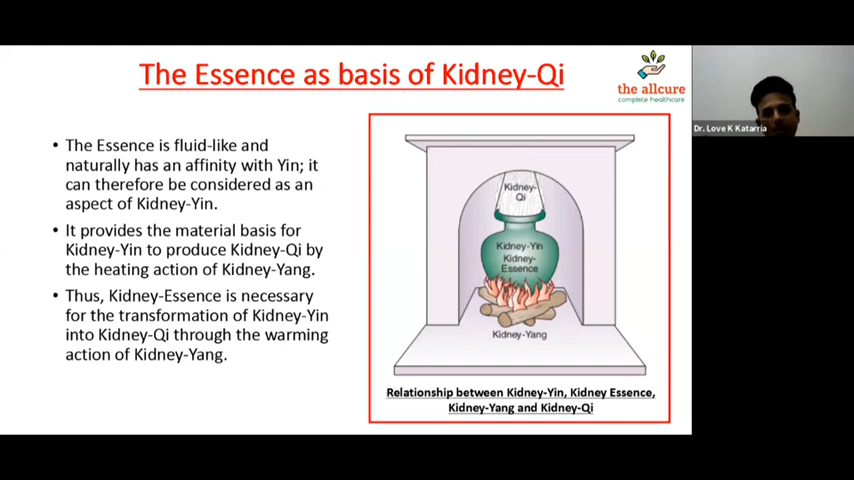 The Essence as basis of Kidney-Qi
the allcure
complete healthcare
Dr. Love K Katarria
• The Essence is fluid-like and
naturally has an affinity with Yin; it
can therefore be considered as an
aspect of Kidney-Yin.
• It provides the material basis for
Kidney-Yin to produce Kidney-Qi by
the heating action of Kidney-Yang.
• Thus, Kidney-Essence is necessary
for the transformation of Kidney-Yin
into Kidney-Qi through the warming
action of Kidney-Yang.
Kidney-
Qi
Kidney-Yin
Kidney-
Essence
Kidney-Yang
Relationship between Kidney-Yin, Kidney Essence,
Kidney-Yang and Kidney-Qi